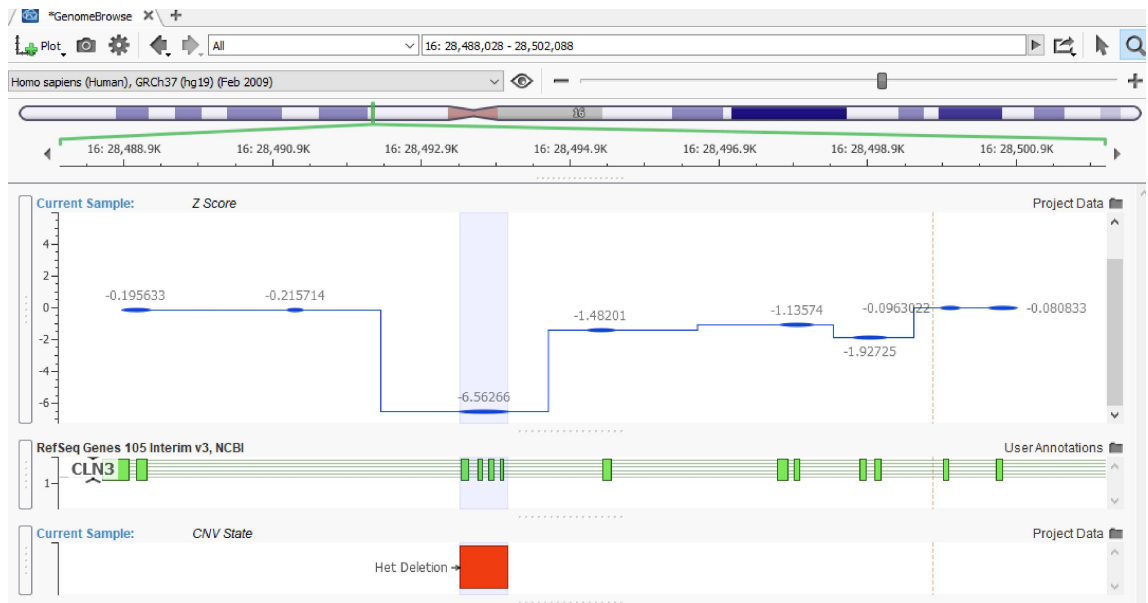 *GenomeBrowse
Plot All 16: 28,488,028 - 28,502,088
Homo sapiens (Human), GRCh37 (hg19) (Feb 2009)
16
16: 28,488.9K 16: 28,490.9K 16: 28,492.9K 16: 28,494.9K 16: 28,496.9K 16: 28,498.9K 16: 28,500.9K
Current Sample: Z Score Project Data
4
2
-0.195633 -0.215714 -1.48201 -1.13574 -0.0963022 -0.080833
0
-2
-1.92725
-4
-6.56266
-6
RefSeq Genes 105 Interim v3, NCBI User Annotations
CLN3
1
Current Sample: CNV State Project Data
Het Deletion